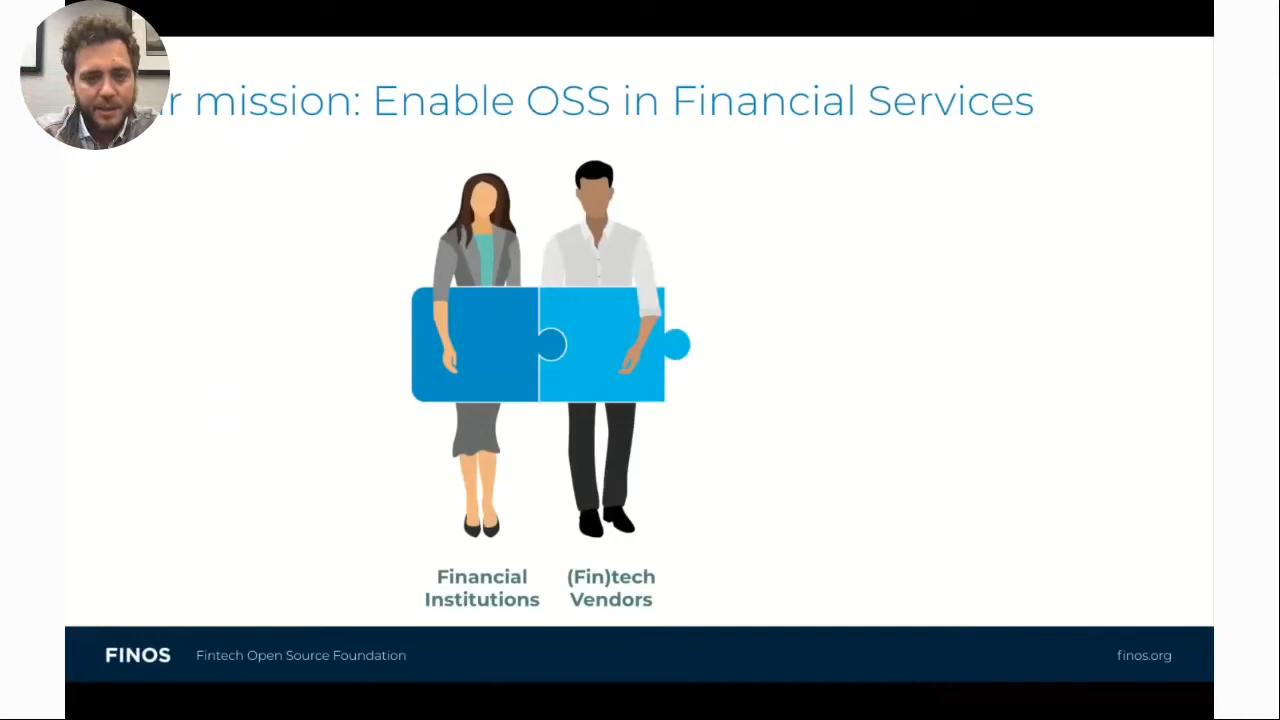 r mission: Enable OSS in Financial Services
Financial
Institutions
(Fin)tech
Vendors
FINOS
Fintech Open Source Foundation
finos.org